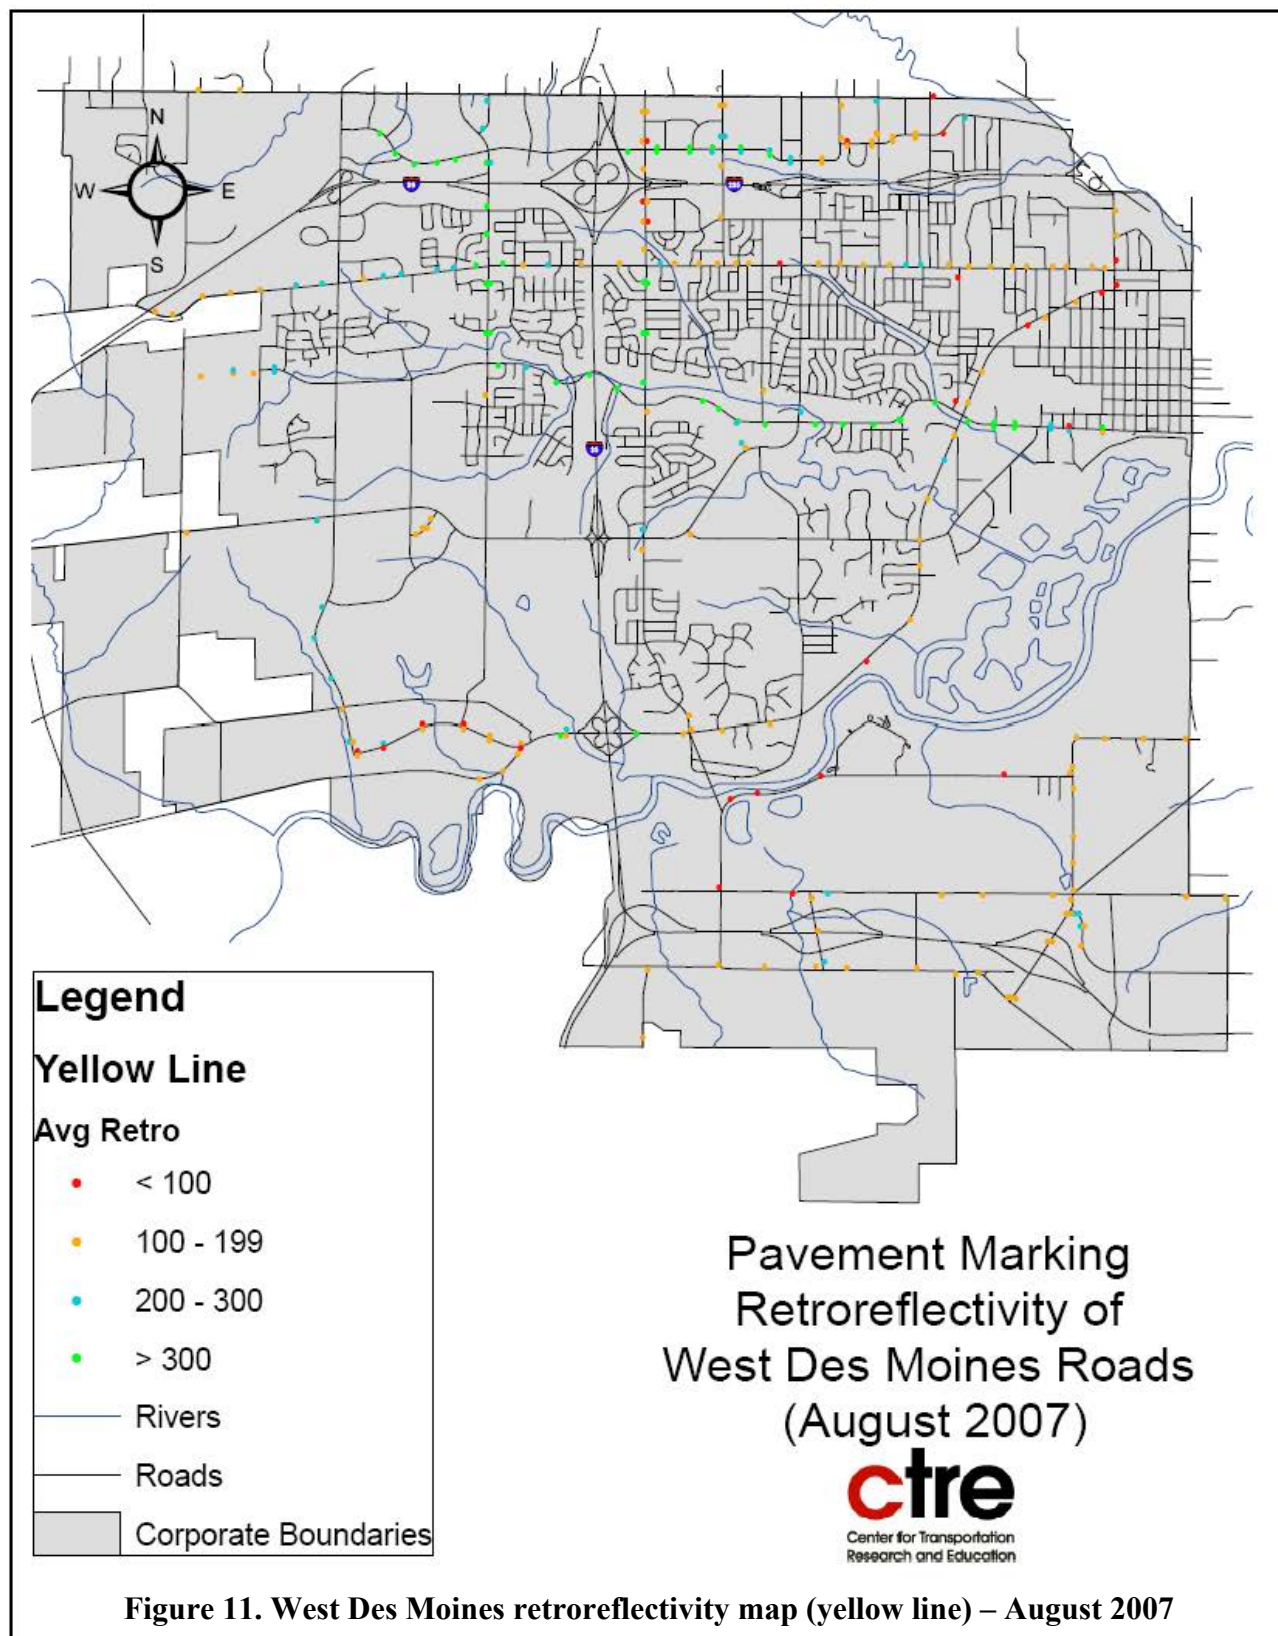 N
W E
S
Legend
Yellow Line
Avg Retro
< 100
100 - 199
200 - 300
> 300
Rivers
Roads
Corporate Boundaries
Pavement Marking
Retroreflectivity of
West Des Moines Roads
(August 2007)
ctre
Center for Transportation
Research and Education
Figure 11. West Des Moines retroreflectivity map (yellow line) – August 2007